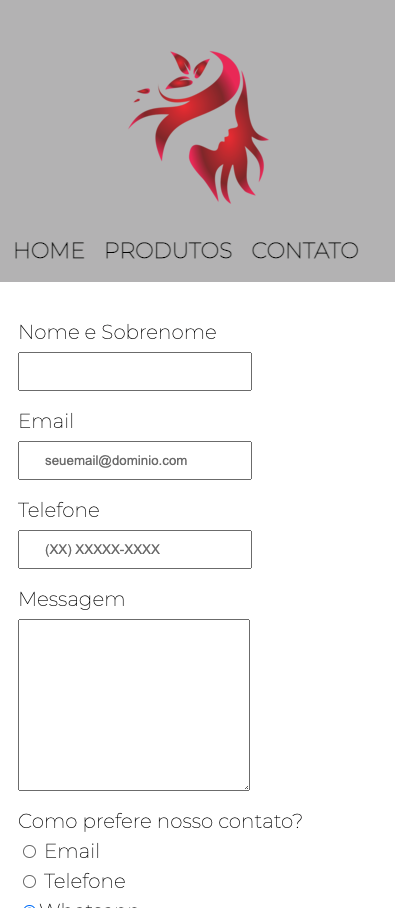 HOME PRODUTOS CONTATO
Nome e Sobrenome
Email
seuemail@dominio.com
Telefone
(XX) XXXXX-XXXX
Messagem
Como prefere nosso contato?
Email
Telefone
Whatsapp